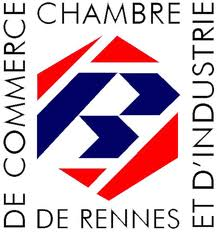 CHAMBRE
DE COMMERCE
ET D'INDUSTRIE
DE RENNES